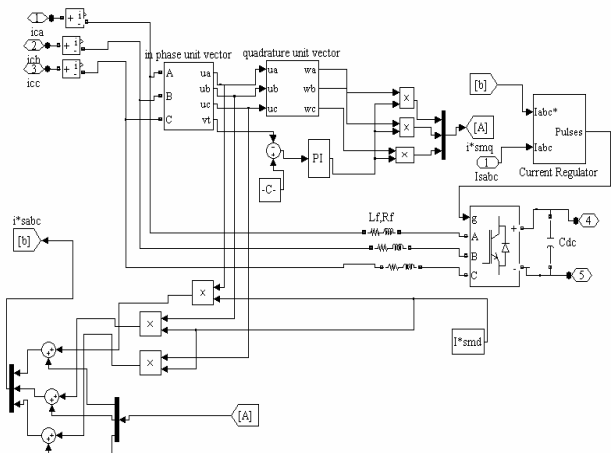 1
+ i
-
ica
2
+ i
-
icb
3
+ i
-
icc
in phase unit vector
A
B
C
ua
ub
uc
vt
quadrature unit vector
ua
ub
uc
wa
wb
wc
×
×
×
PI
-C-
[A]
i*smq
[b]
1
Isabc
Iabc*
Iabc
Pulses
Current Regulator
Lf,Rf
g
A
B
C
+
-
Cdc
4
5
i*sabc
[b]
×
×
×
I*smd
[A]